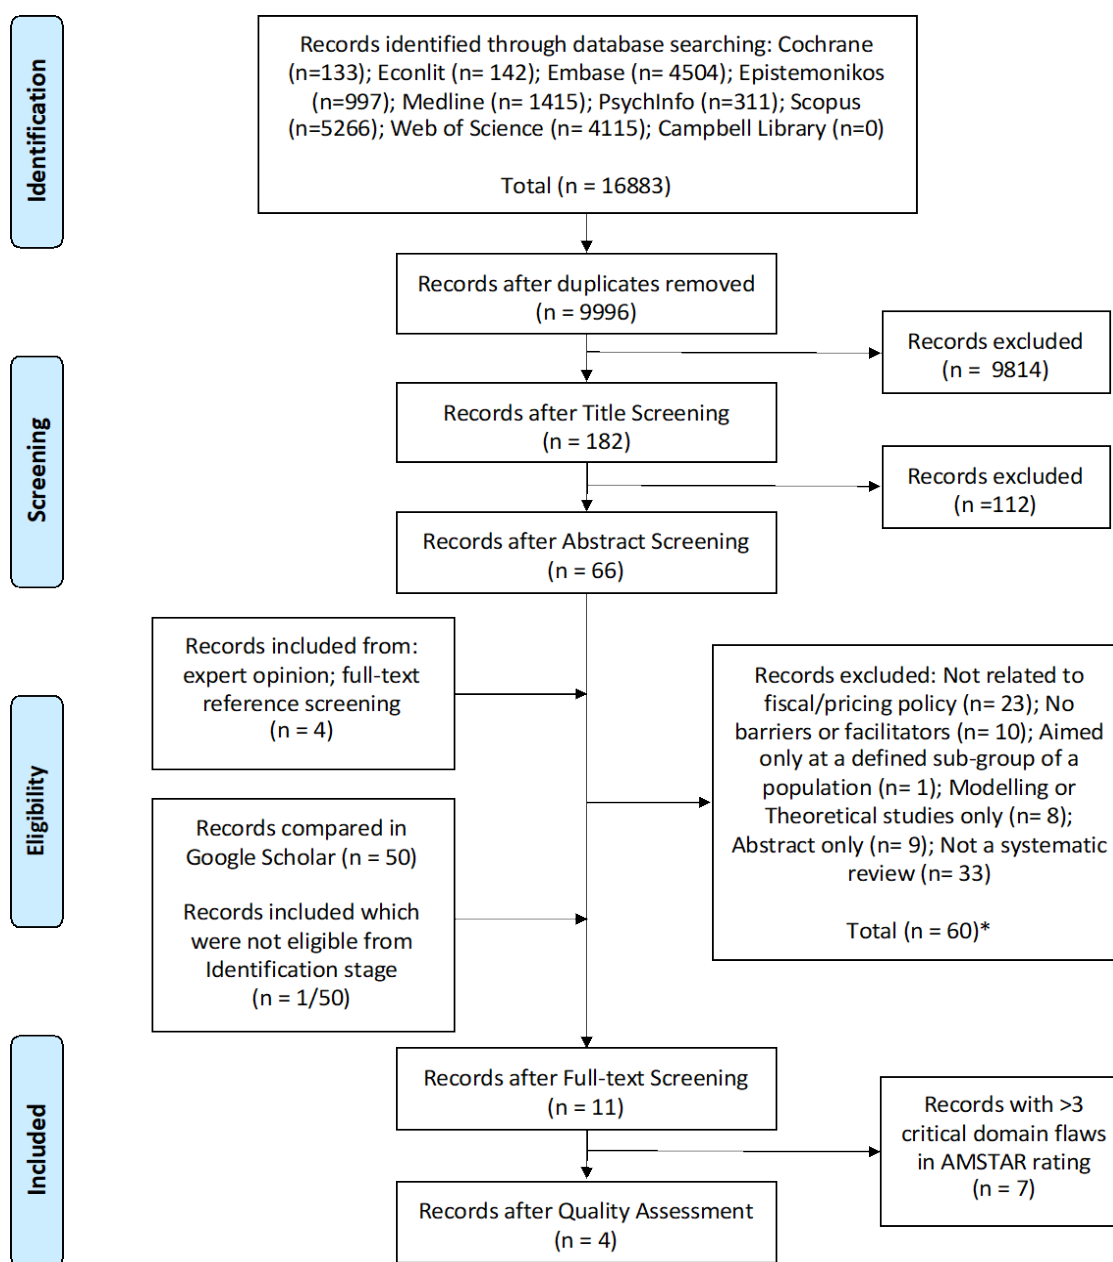 Identification
Records identified through database searching: Cochrane
(n=133); Econlit (n= 142); Embase (n= 4504); Epistemonikos
(n=997); Medline (n= 1415); PsychInfo (n=311); Scopus
(n=5266); Web of Science (n= 4115); Campbell Library (n=0)
Total (n = 16883)
Records after duplicates removed
(n = 9996)
Records excluded
(n =  9814)
Screening
Records after Title Screening
(n = 182)
Records excluded
(n =112)
Records after Abstract Screening
(n = 66)
Eligibility
Records included from:
expert opinion; full-text
reference screening
(n = 4)
Records excluded: Not related to
fiscal/pricing policy (n= 23); No
barriers or facilitators (n= 10); Aimed
only at a defined sub-group of a
population (n= 1); Modelling or
Theoretical studies only (n= 8);
Abstract only (n= 9); Not a systematic
review (n= 33)
Total (n = 60)*
Records compared in
Google Scholar (n = 50)
Records included which
were not eligible from
Identification stage
(n = 1/50)
Included
Records after Full-text Screening
(n = 11)
Records with >3
critical domain flaws
in AMSTAR rating
(n = 7)
Records after Quality Assessment
(n = 4)